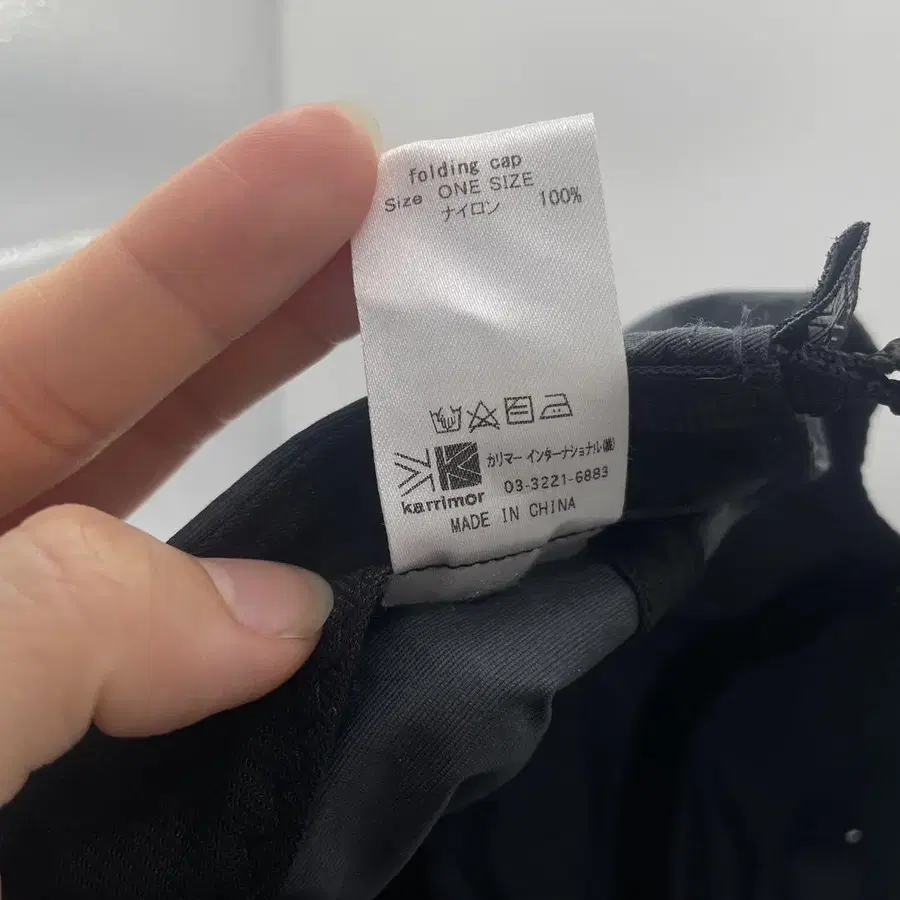 folding cap
Size ONE SIZE
ナイロン 100%
カリマー インターナショナル(株)
03-3221-6883
karrimor
MADE IN CHINA